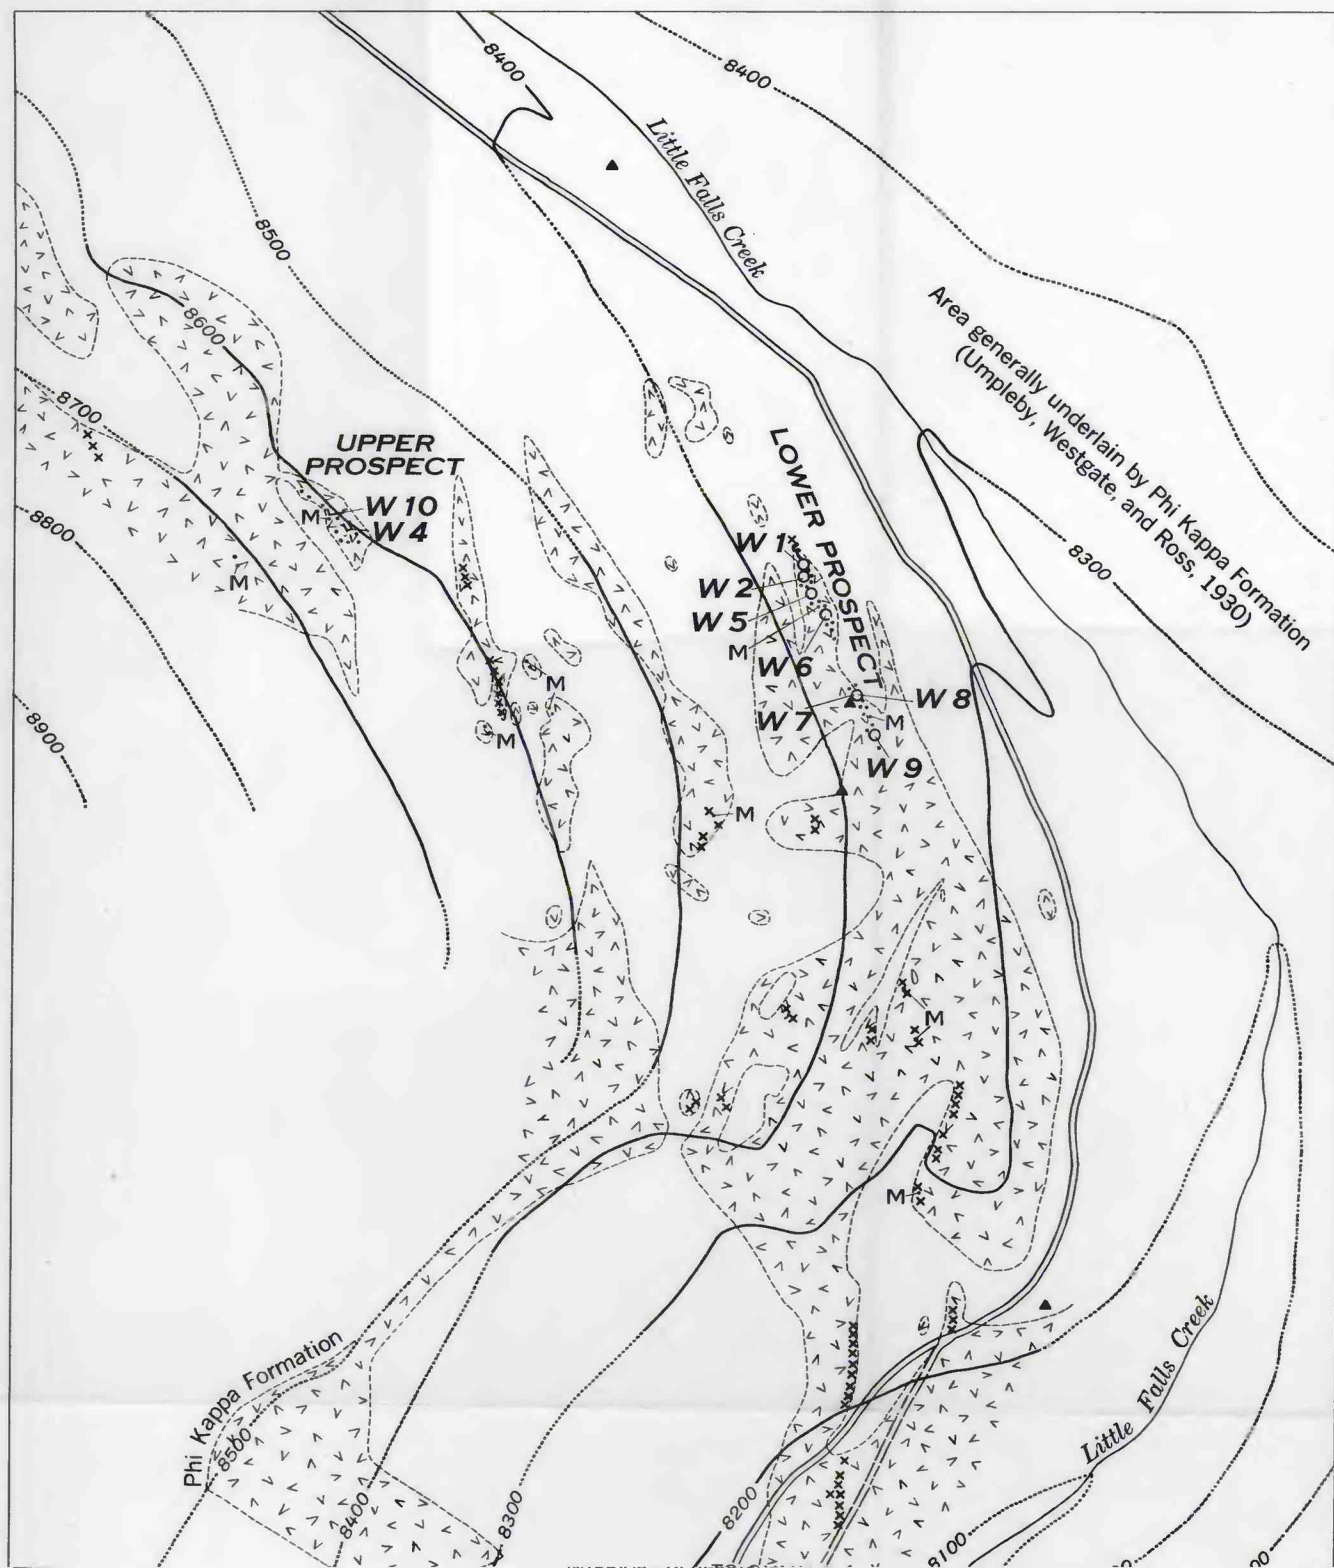 8400
8400
Little Falls Creek
8500
8600
Area generally underlain by Phi Kappa Formation
(Umpleby, Westgate, and Ross, 1930)
8700
UPPER
PROSPECT
LOWER PROSPECT
W 10
M
W 4
8800
W 1
8300
M
W 2
W 5
M
W 6
M
W 8
8900
W 7
M
M
W 9
M
M
M
Little Falls Creek
Phi Kappa Formation
8500
8400
8300
8200
8100